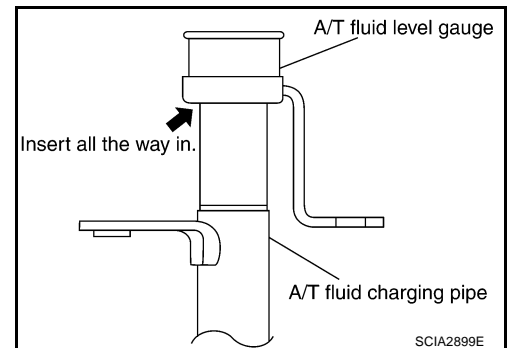 A/T fluid level gauge
Insert all the way in.
A/T fluid charging pipe
SCIA2899E